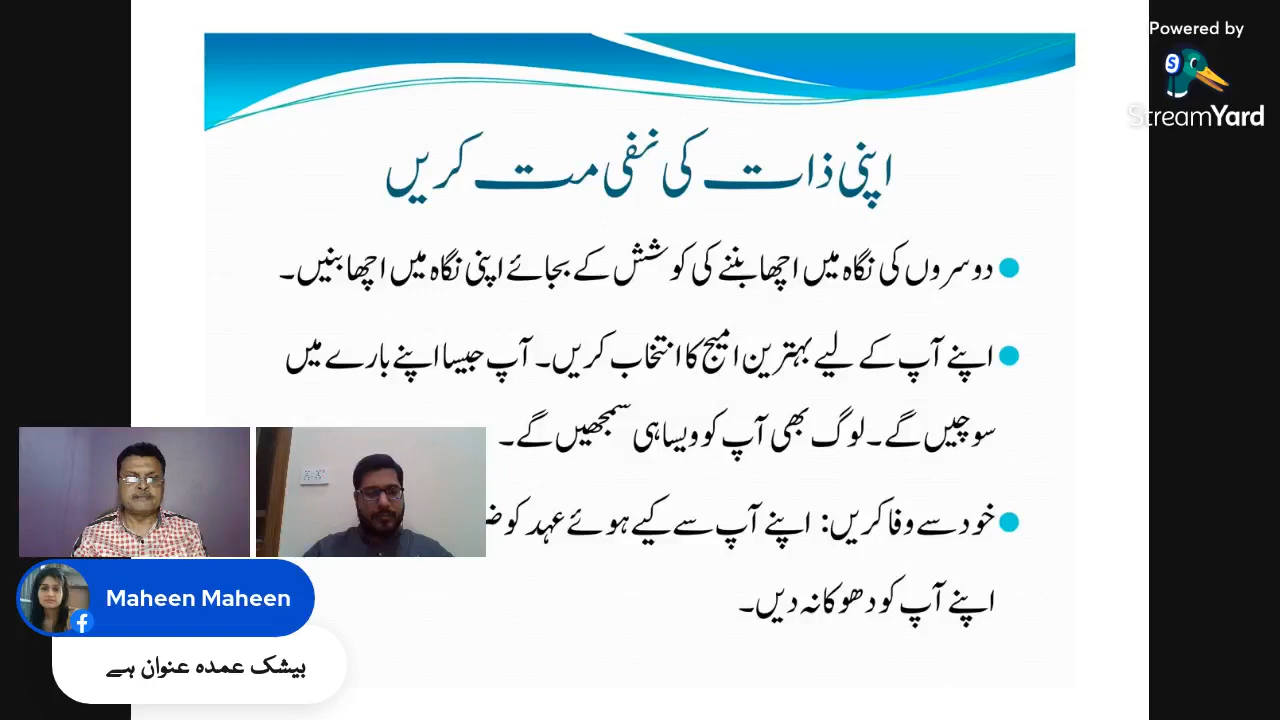 Powered by
StreamYard
اپنی ذات کی نفی مت کریں
دوسروں کی نگاہ میں اچھا بننے کی کوشش کے بجائے اپنی نگاہ میں اچھا بنیں۔
اپنے آپ کے لیے بہترین امیج کا انتخاب کریں۔ آپ جیسا اپنے بارے میں
سوچیں گے۔ لوگ بھی آپ کو ویسا ہی سمجھیں گے۔
خود سے وفا کریں: اپنے آپ سے کیے ہوئے عہد کو
اپنے آپ کو دھوکا نہ دیں۔
Maheen Maheen
بیشک عمدہ عنوان ہے